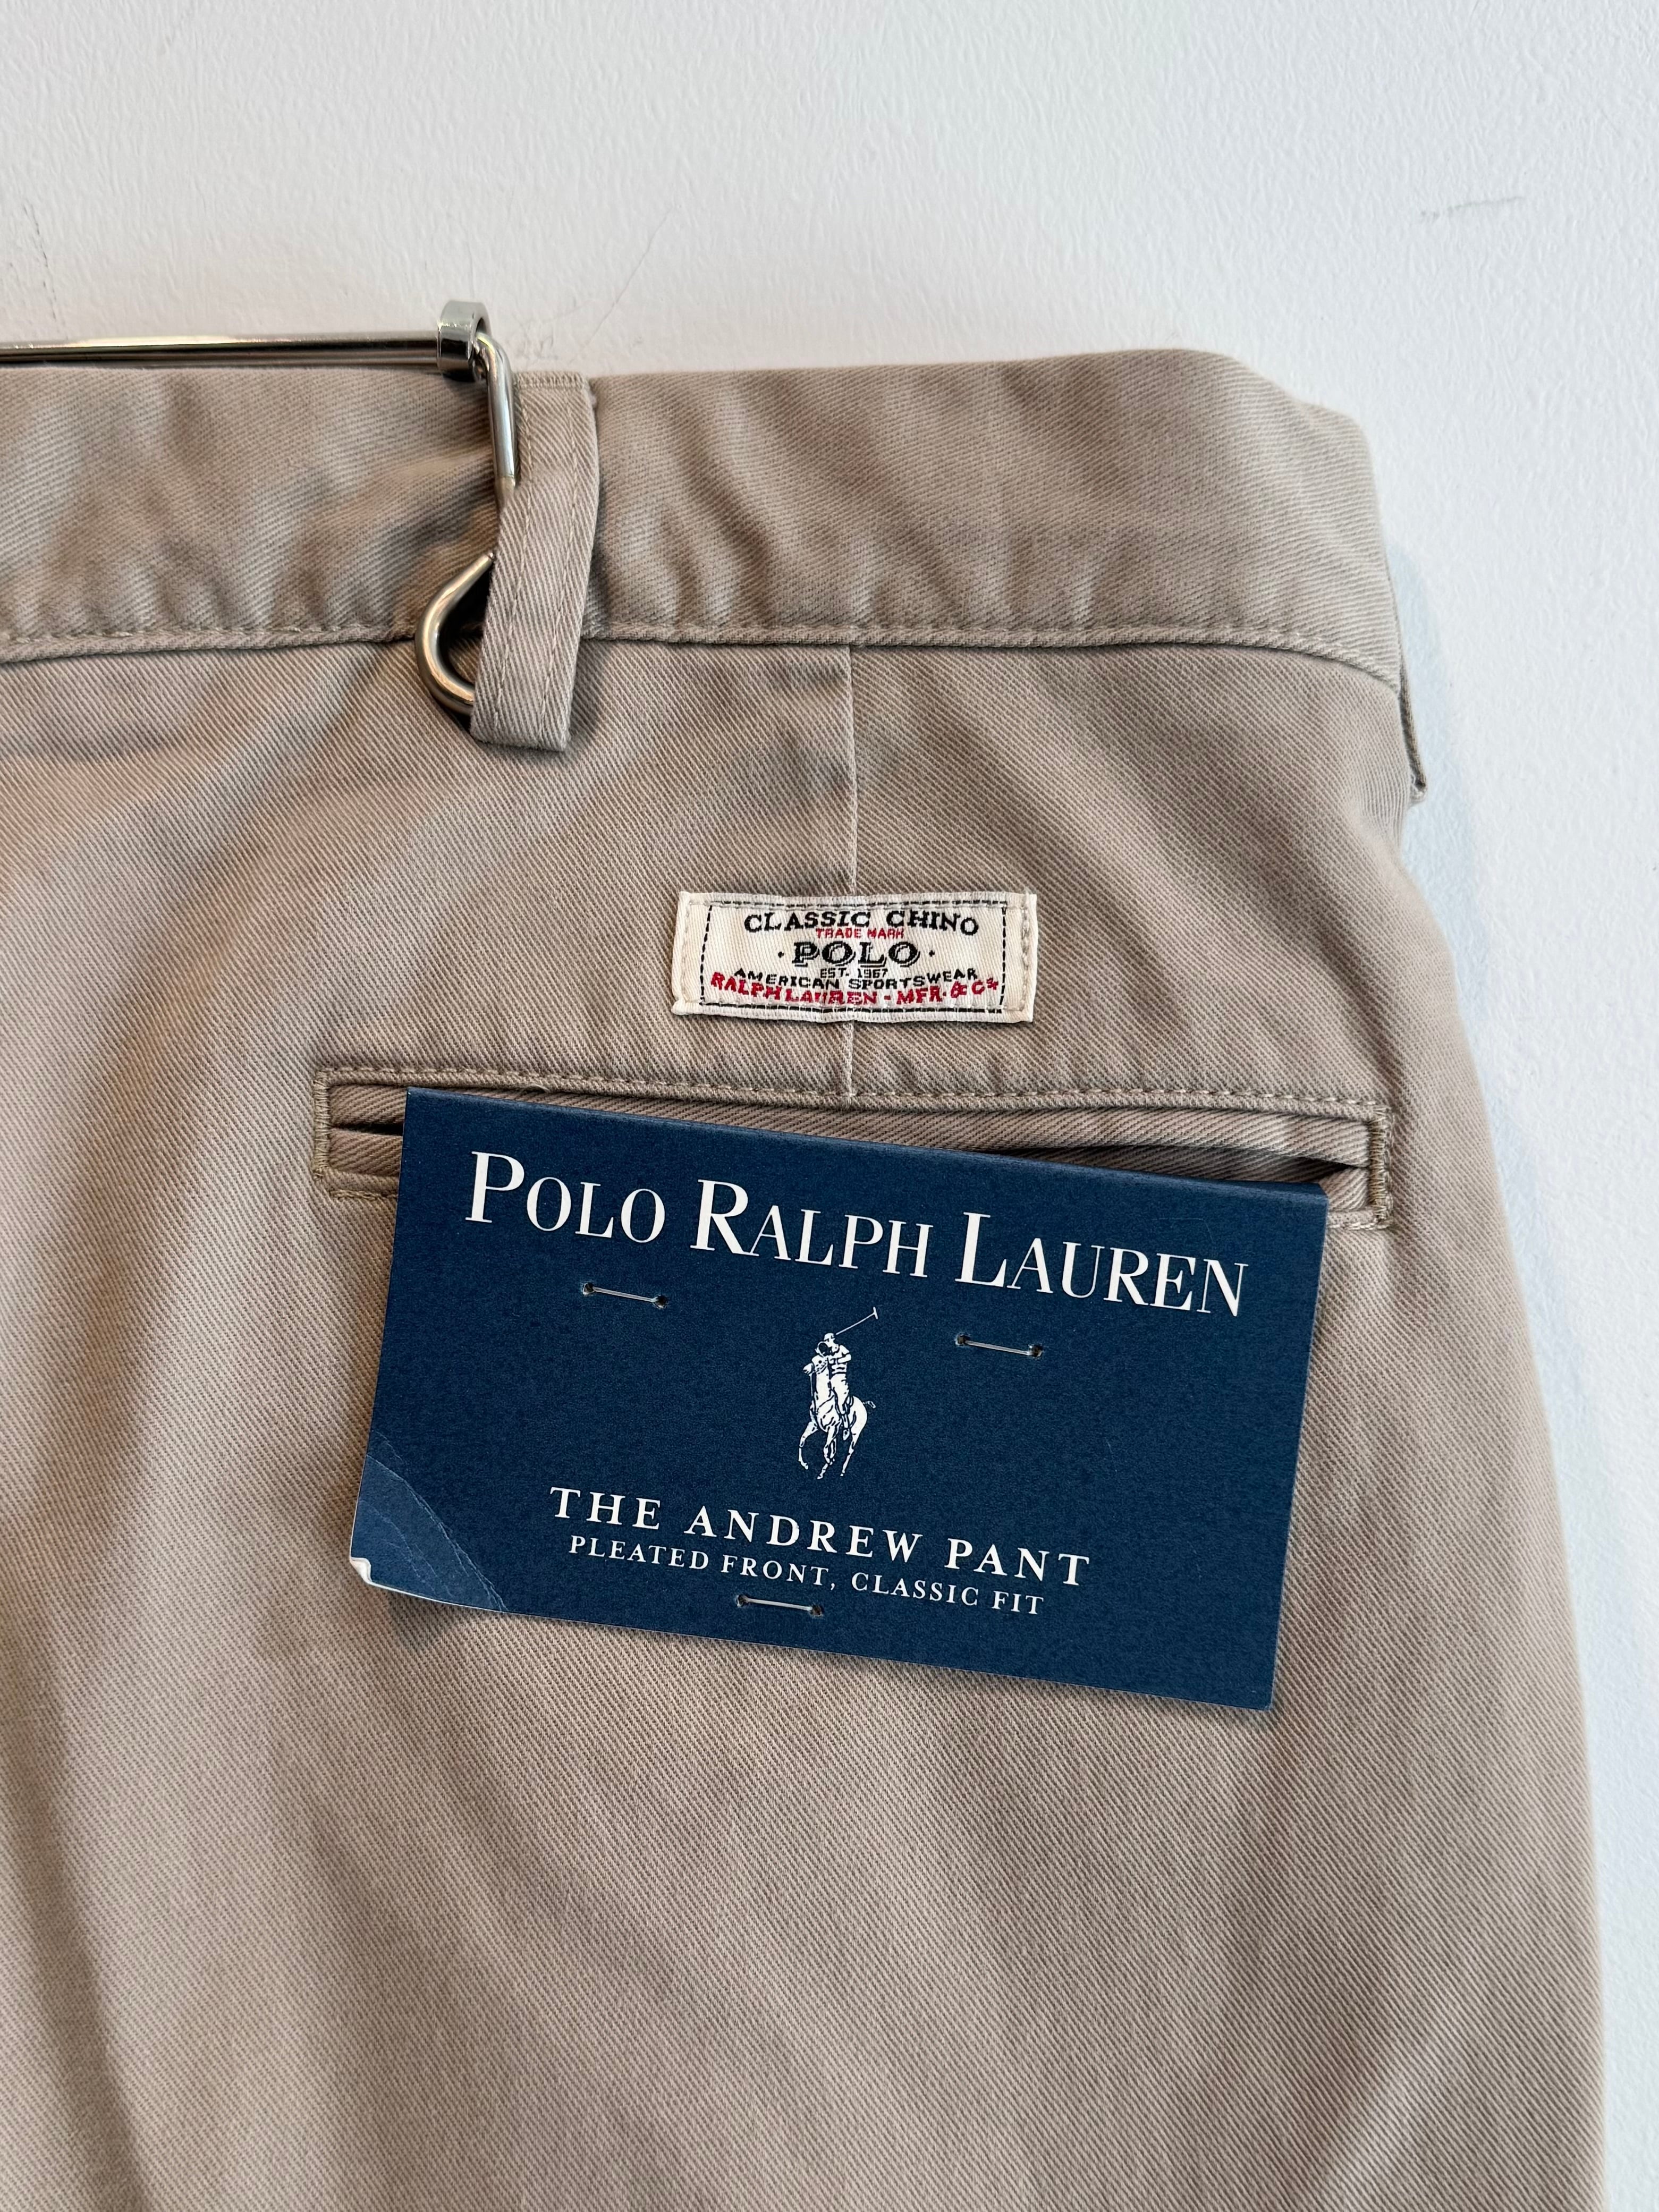 CLASSIC CHINO
TRADE MARK
·POLO·
EST. 1967
AMERICAN SPORTSWEAR
RALPH LAUREN - MFR. & Co.
POLO RALPH LAUREN
THE ANDREW PANT
PLEATED FRONT, CLASSIC FIT